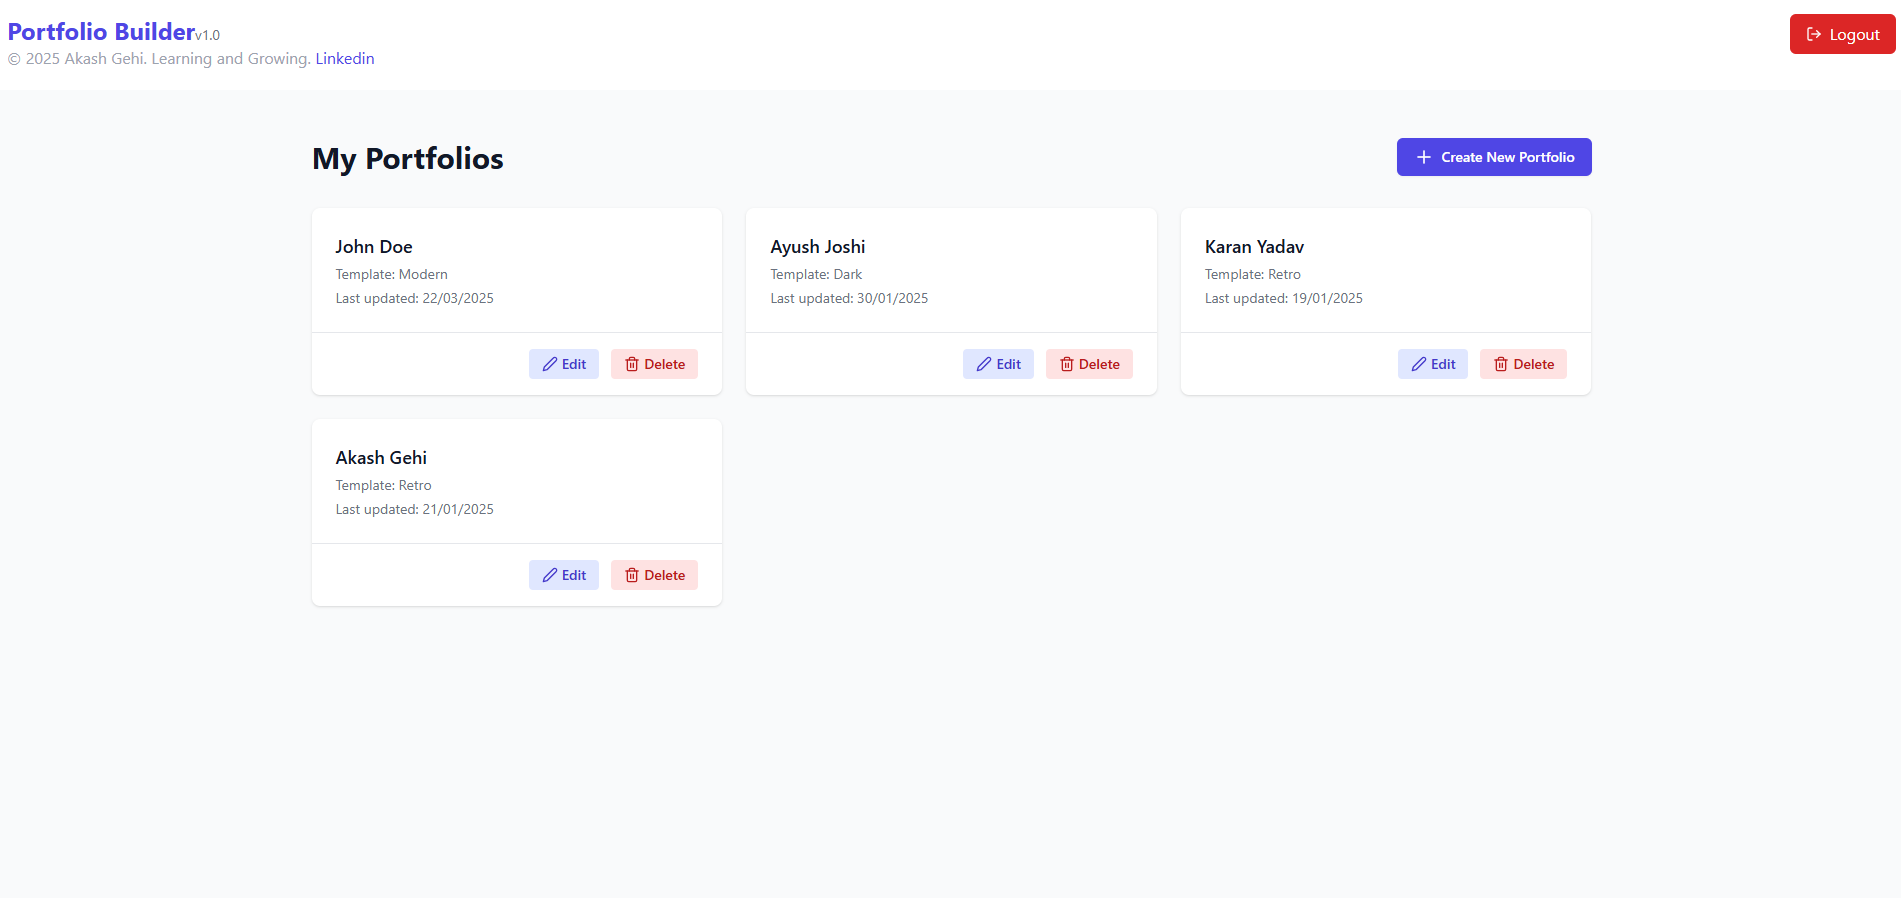 Portfolio Builderv1.0
© 2025 Akash Gehi. Learning and Growing. Linkedin
Logout
My Portfolios
Create New Portfolio
John Doe
Template: Modern
Last updated: 22/03/2025
Edit Delete
Ayush Joshi
Template: Dark
Last updated: 30/01/2025
Edit Delete
Karan Yadav
Template: Retro
Last updated: 19/01/2025
Edit Delete
Akash Gehi
Template: Retro
Last updated: 21/01/2025
Edit Delete